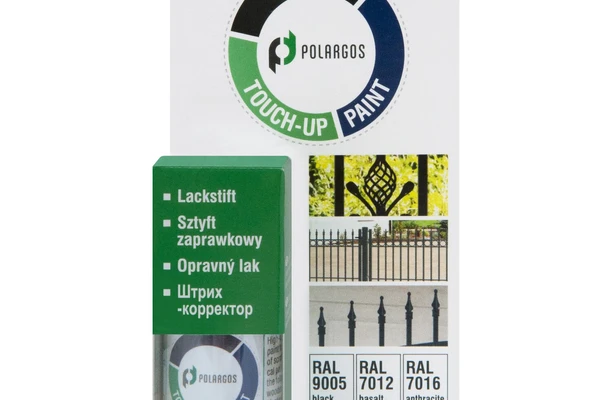 POLARGOS
TOUCH-UP PAINT
Lackstift
Sztyft
zaprawkowy
Opravný lak
Штрих
-корректор
RAL
9005
black
RAL
7012
basalt
RAL
7016
anthracite
POLARGOS